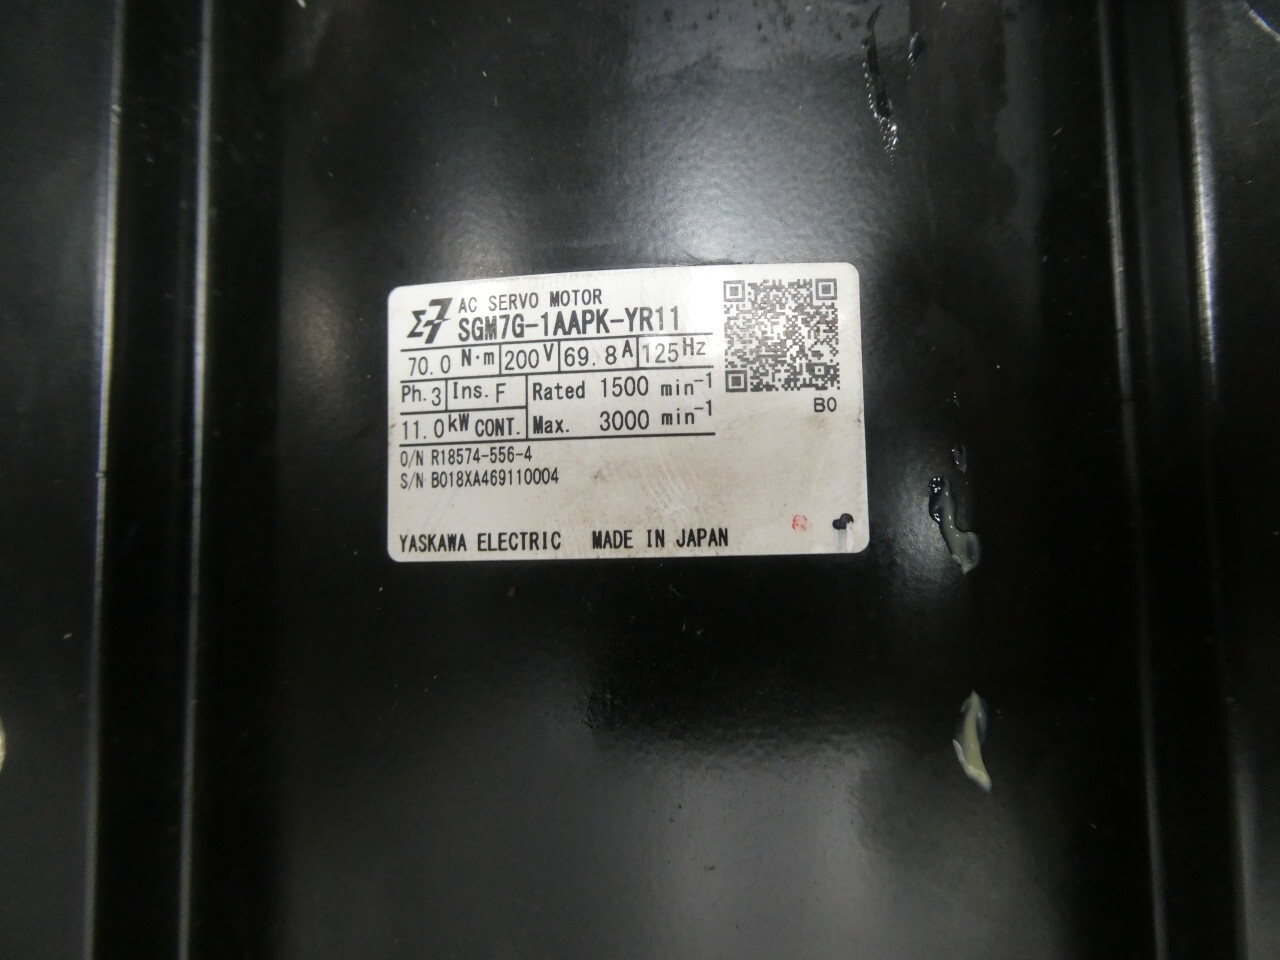 Σ7 AC SERVO MOTOR
SGM7G-1AAPK-YR11
70.0 N·m 200V 69.8A 125Hz
Ph.3 Ins.F Rated 1500 min⁻¹
11.0kW CONT. Max. 3000 min⁻¹
O/N R18574-556-4
S/N B018XA469110004
B0
YASKAWA ELECTRIC MADE IN JAPAN